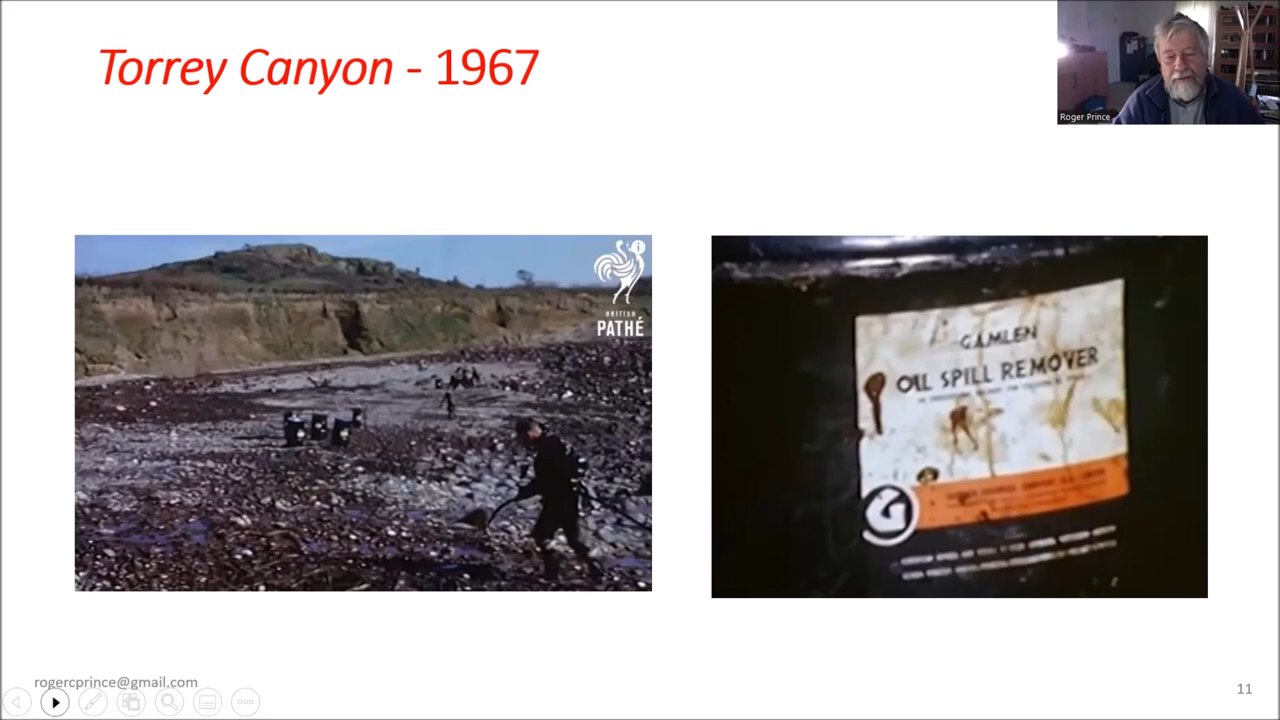 Torrey Canyon - 1967
Roger Prince
BRITISH
PATHÉ
GAMLEN
OIL SPILL REMOVER
G
rogercprince@gmail.com
11